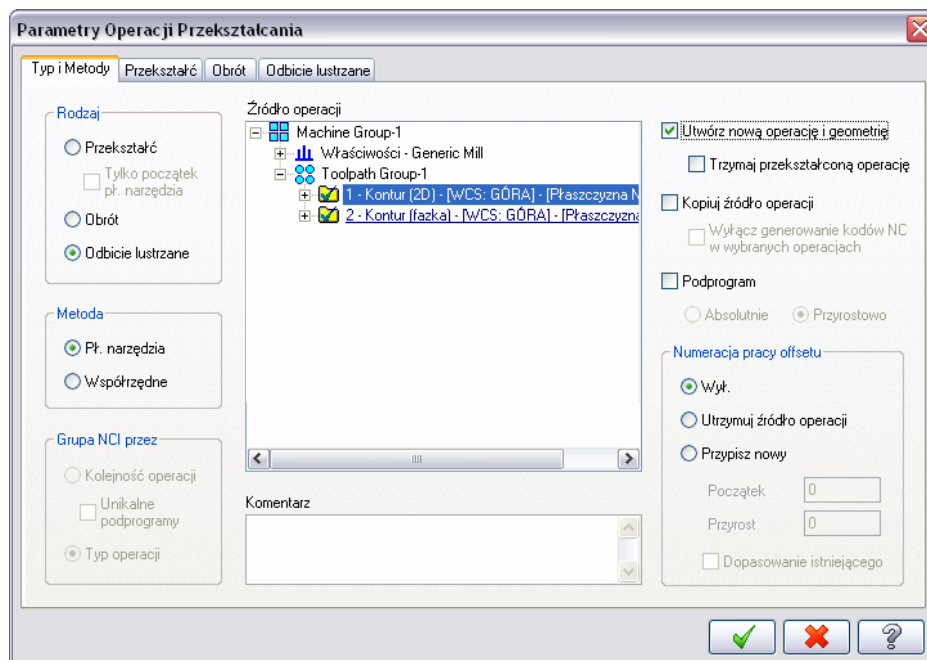 Parametry Operacji Przekształcania
Typ i Metody
Przekształć
Obrót
Odbicie lustrzane
Rodzaj
Przekształć
Tylko początek
pł. narzędzia
Obrót
Odbicie lustrzane
Metoda
Pł. narzędzia
Współrzędne
Grupa NCI przez
Kolejność operacji
Unikalne
podprogramy
Typ operacji
Źródło operacji
Machine Group-1
Właściwości - Generic Mill
Toolpath Group-1
1 - Kontur (2D) - [WCS: GÓRA] - [Płaszczyzna N
2 - Kontur (fazka) - [WCS: GÓRA] - [Płaszczyzna
Komentarz
Utwórz nową operację i geometrię
Trzymaj przekształconą operację
Kopiuj źródło operacji
Wyłącz generowanie kodów NC
w wybranych operacjach
Podprogram
Absolutnie
Przyrostowo
Numeracja pracy offsetu
Wył.
Utrzymuj źródło operacji
Przypisz nowy
Początek 0
Przyrost 0
Dopasowanie istniejącego